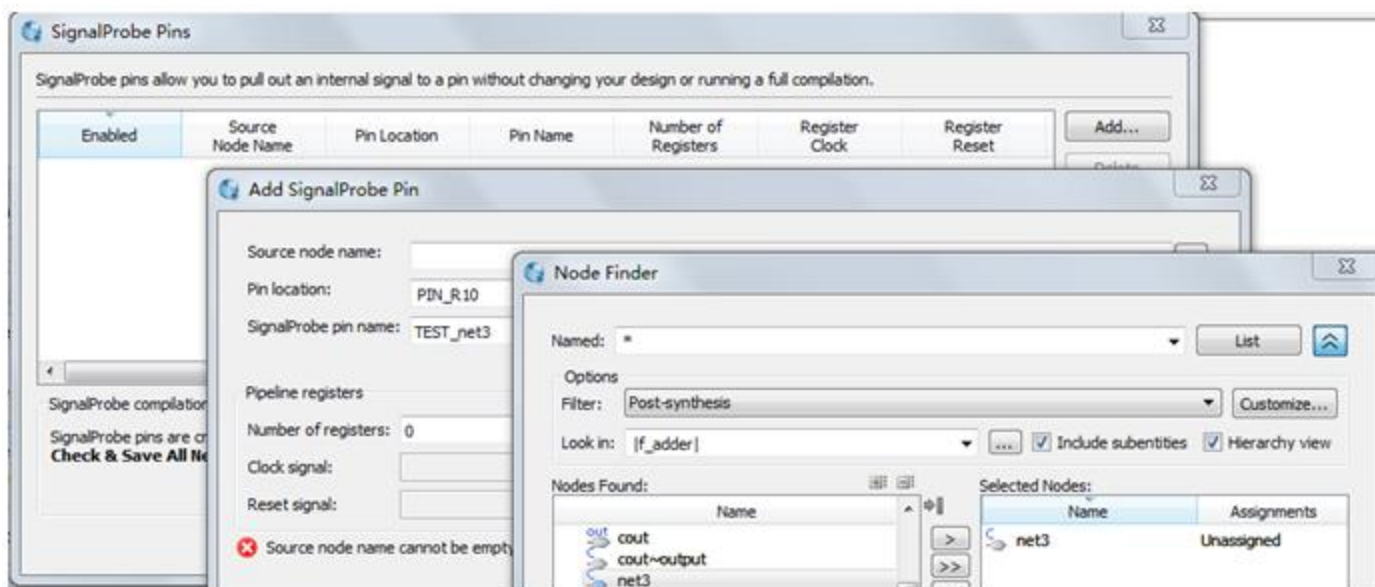 SignalProbe Pins
SignalProbe pins allow you to pull out an internal signal to a pin without changing your design or running a full compilation.
Enabled
Source
Node Name
Pin Location
Pin Name
Number of
Registers
Register
Clock
Register
Reset
Add...
Delete
SignalProbe compilation
SignalProbe pins are
Check & Save All
Add SignalProbe Pin
Source node name:
Pin location: PIN_R10
SignalProbe pin name: TEST_net3
Pipeline registers
Number of registers: 0
Clock signal:
Reset signal:
Source node name cannot be empty
Node Finder
Named: * List
Options
Filter: Post-synthesis Customize...
Look in: |f_adder| ... Include subentities Hierarchy view
Nodes Found:
Name
out cout
cout~output
net3
>
>>
Selected Nodes:
Name Assignments
net3 Unassigned